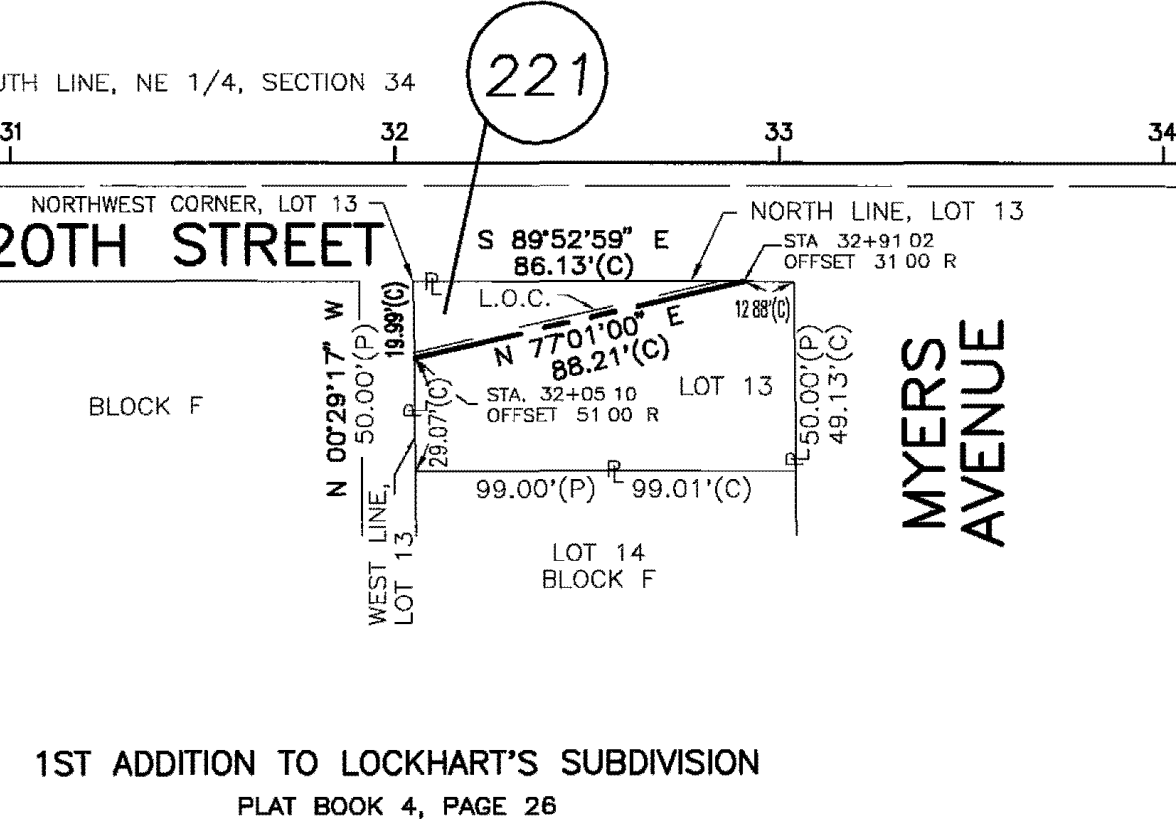 221
UTH LINE, NE 1/4, SECTION 34
31
32
33
34
NORTHWEST CORNER, LOT 13
20TH STREET
S 89°52'59" E
86.13'(C)
NORTH LINE, LOT 13
STA 32+91 02
OFFSET 31 00 R
PL
L.O.C.
19.99'(C)
12 88'(C)
N 77°01'00" E
88.21'(C)
N 00°29'17" W
50.00'(P)
BLOCK F
STA. 32+05 10
OFFSET 51 00 R
LOT 13
50.00'(P)
49.13'(C)
MYERS
AVENUE
PL
29.07'(C)
PL
PL
99.00'(P)
99.01'(C)
WEST LINE,
LOT 13
LOT 14
BLOCK F
1ST ADDITION TO LOCKHART'S SUBDIVISION
PLAT BOOK 4, PAGE 26